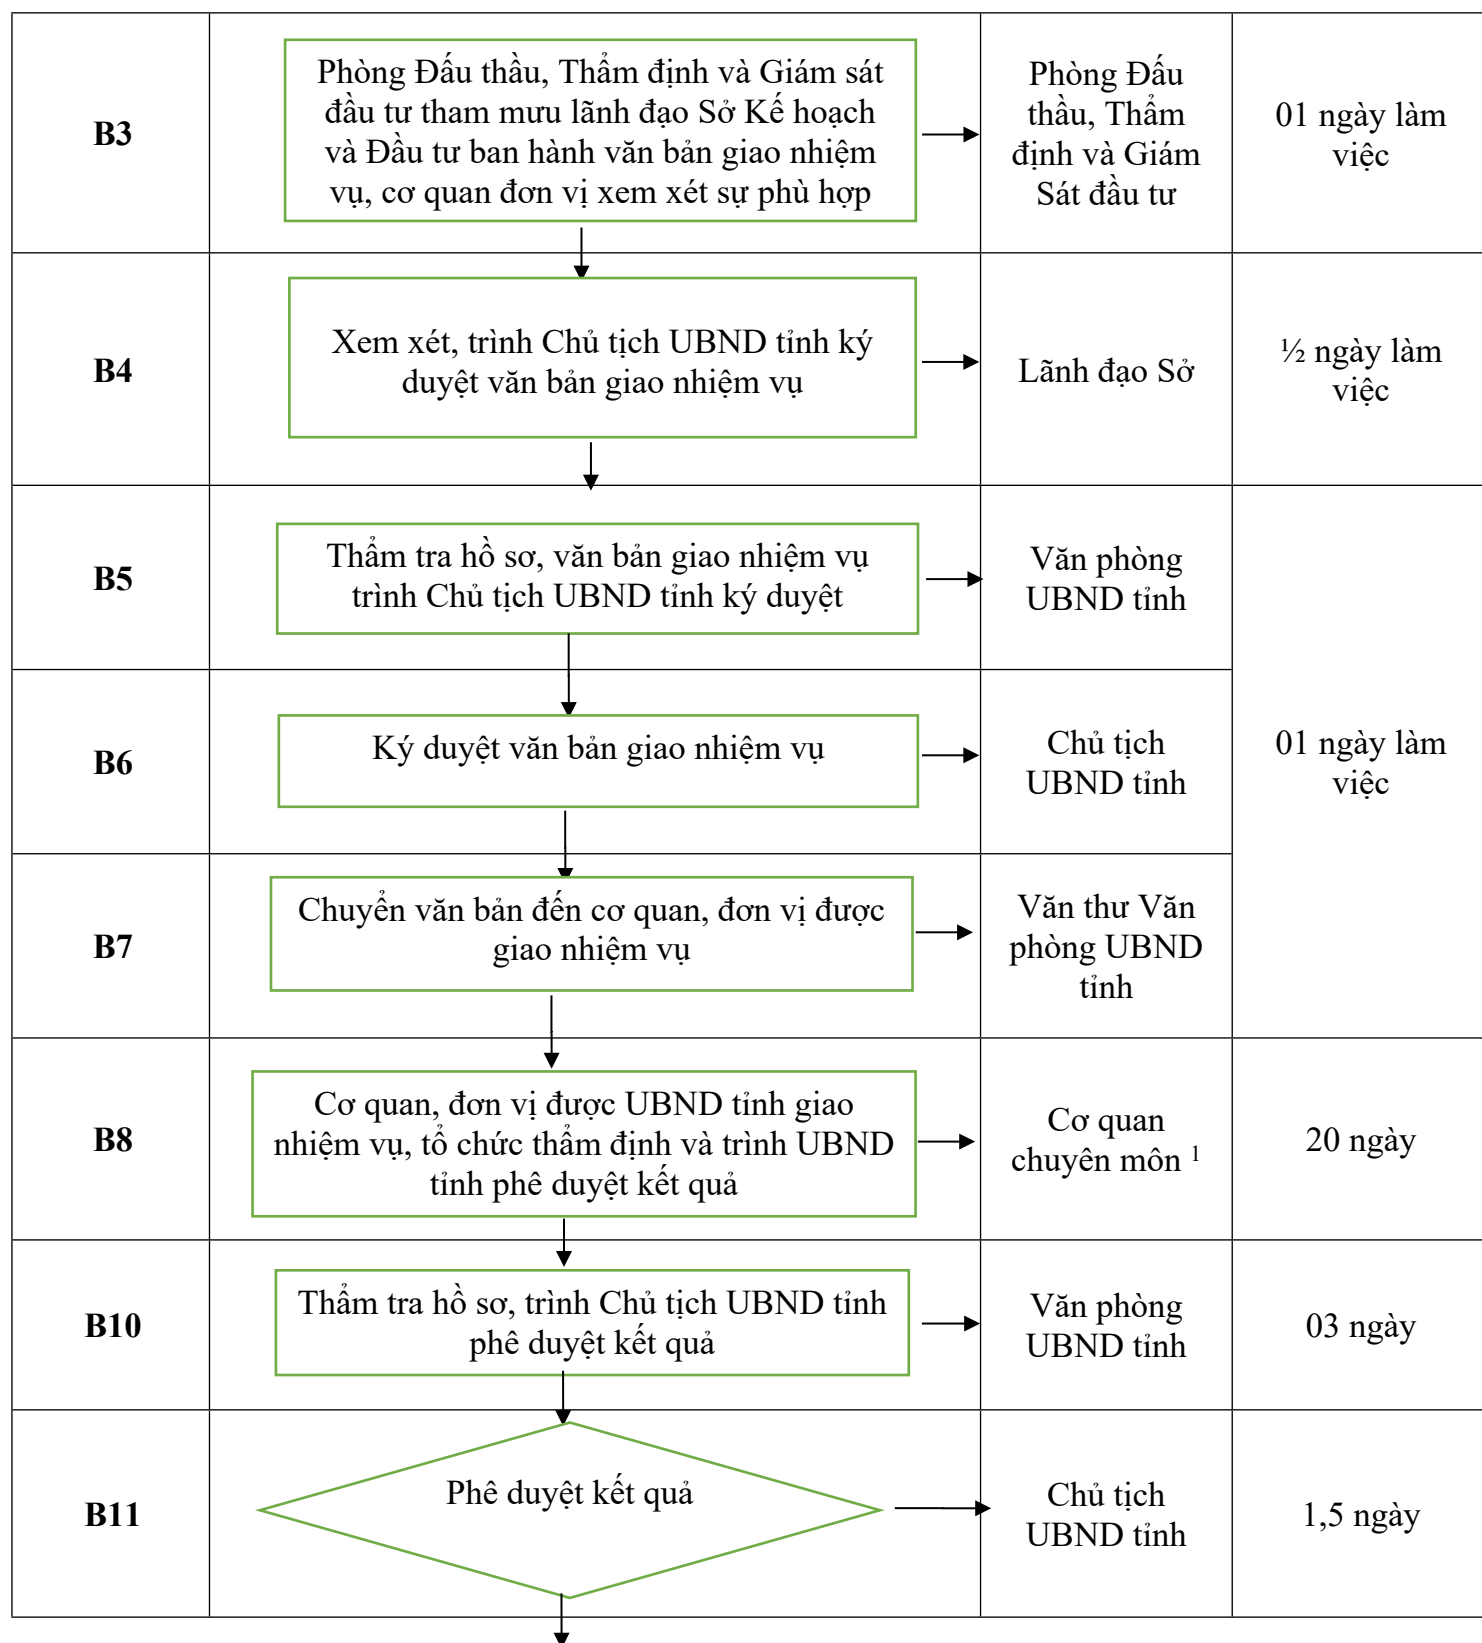 B3
Phòng Đấu thầu, Thẩm định và Giám sát
đầu tư tham mưu lãnh đạo Sở Kế hoạch
và Đầu tư ban hành văn bản giao nhiệm
vụ, cơ quan đơn vị xem xét sự phù hợp
Phòng Đấu
thầu, Thẩm
định và Giám
Sát đầu tư
01 ngày làm
việc
B4
Xem xét, trình Chủ tịch UBND tỉnh ký
duyệt văn bản giao nhiệm vụ
Lãnh đạo Sở
½ ngày làm
việc
B5
Thẩm tra hồ sơ, văn bản giao nhiệm vụ
trình Chủ tịch UBND tỉnh ký duyệt
Văn phòng
UBND tỉnh
B6
Ký duyệt văn bản giao nhiệm vụ
Chủ tịch
UBND tỉnh
01 ngày làm
việc
B7
Chuyển văn bản đến cơ quan, đơn vị được
giao nhiệm vụ
Văn thư Văn
phòng UBND
tỉnh
B8
Cơ quan, đơn vị được UBND tỉnh giao
nhiệm vụ, tổ chức thẩm định và trình UBND
tỉnh phê duyệt kết quả
Cơ quan
chuyên môn ¹
20 ngày
B10
Thẩm tra hồ sơ, trình Chủ tịch UBND tỉnh
phê duyệt kết quả
Văn phòng
UBND tỉnh
03 ngày
B11
Phê duyệt kết quả
Chủ tịch
UBND tỉnh
1,5 ngày